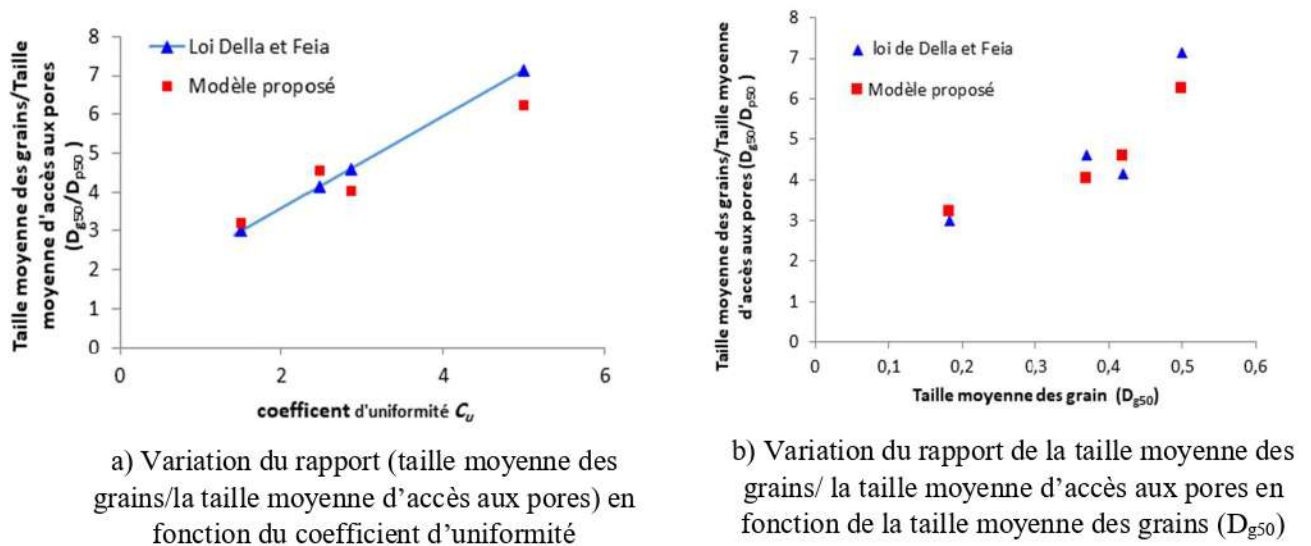 Taille moyenne des grains/Taille
moyenne d'accès aux pores
(Dg50/Dp50)
8
7
6
5
4
3
2
1
0
Loi Della et Feia
Modèle proposé
0
2
4
6
coefficent d'uniformité Cu
a) Variation du rapport (taille moyenne des
grains/la taille moyenne d'accès aux pores) en
fonction du coefficient d'uniformité
Taille moyenne des grains/Taille myoenne
d'accès aux pores (Dg50/Dp50)
8
7
6
5
4
3
2
1
0
loi de Della et Feia
Modèle proposé
0
0,1
0,2
0,3
0,4
0,5
0,6
Taille moyenne des grain (Dg50)
b) Variation du rapport de la taille moyenne des
grains/ la taille moyenne d'accès aux pores en
fonction de la taille moyenne des grains (Dg50)